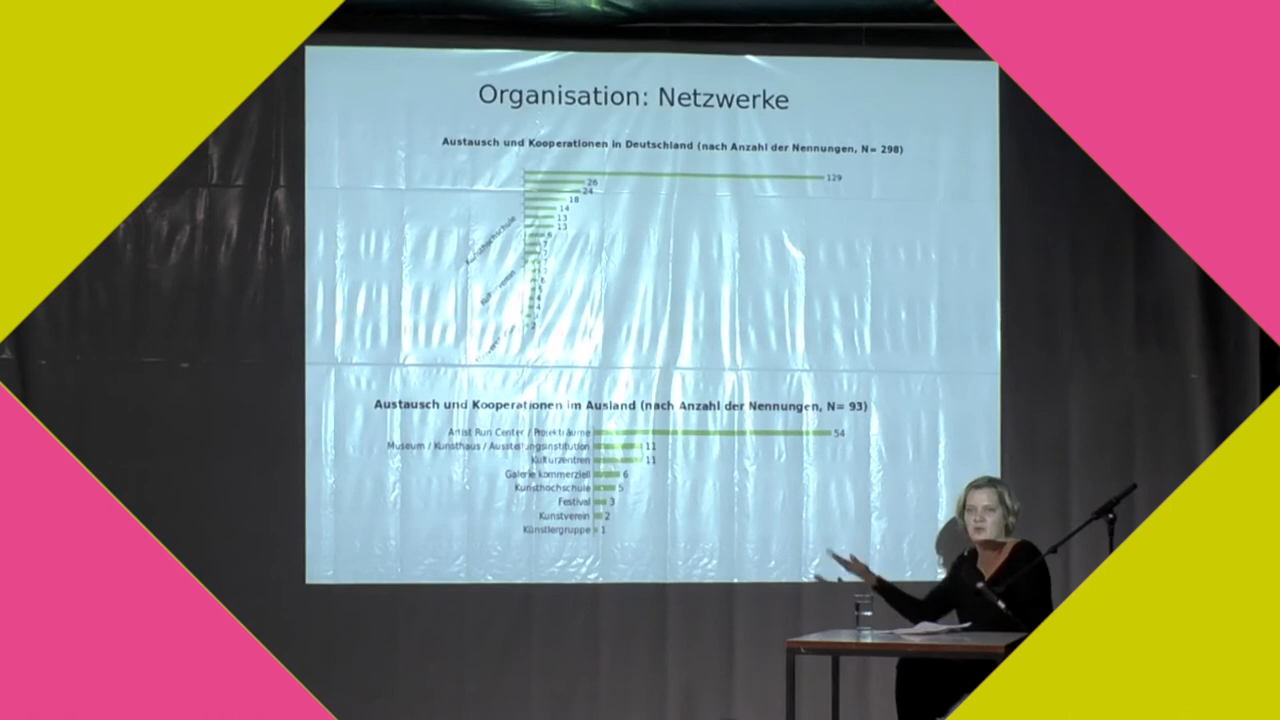 Organisation: Netzwerke
Austausch und Kooperationen in Deutschland (nach Anzahl der Nennungen, N= 298)
129
26
24
18
14
13
13
Kunsthochschule
Austausch und Kooperationen im Ausland (nach Anzahl der Nennungen, N= 93)
Artist Run Center / Projekträume 54
Museum / Kunsthaus / Ausstellungsinstitution 11
Kulturzentren 11
Galerie kommerziell 6
Kunsthochschule 5
Festival 3
Kunstverein 2
Künstlergruppe 1